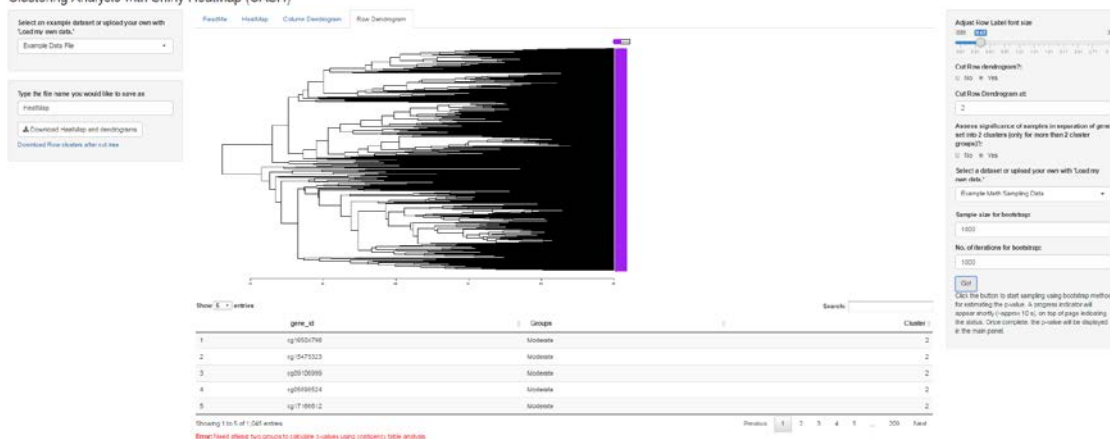 Clustering Analysis with Shiny Heatmap (CASH)
Select an example dataset or upload your own with
'Load my own data.'
Example Data File
Type the file name you would like to save as
HeatMap
Download HeatMap and dendrograms
Download Row clusters after cut tree
ReadMe HeatMap Column Dendrogram Row Dendrogram
Show 5 entries
Search:
gene_id Groups Cluster
1 Moderate 2
2 cg15475323 Moderate 2
3 Moderate 2
4 Moderate 2
5 Moderate 2
Showing 1 to 5 of entries
Previous 1 2 3 4 5 ... 209 Next
Error: Need atleast two groups to calculate p-values using contigency table analysis
Adjust Row Label font size
Cut Row dendrogram?:
No Yes
Cut Row Dendrogram at:
2
Assess significance of samples in separation of gene
set into 2 clusters (only for more than 2 cluster
groups)?:
No Yes
Select a dataset or upload your own with 'Load my
own data.'
Example Meth Sampling Data
Sample size for bootstrap:
1000
No. of iterations for bootstrap:
1000
Go!
Click the button to start sampling using bootstrap method
for estimating the p-value. A progress indicator will
appear shortly (~approx 10 s), on top of page indicating
the status. Once complete, the p-value will be displayed
in the main panel.